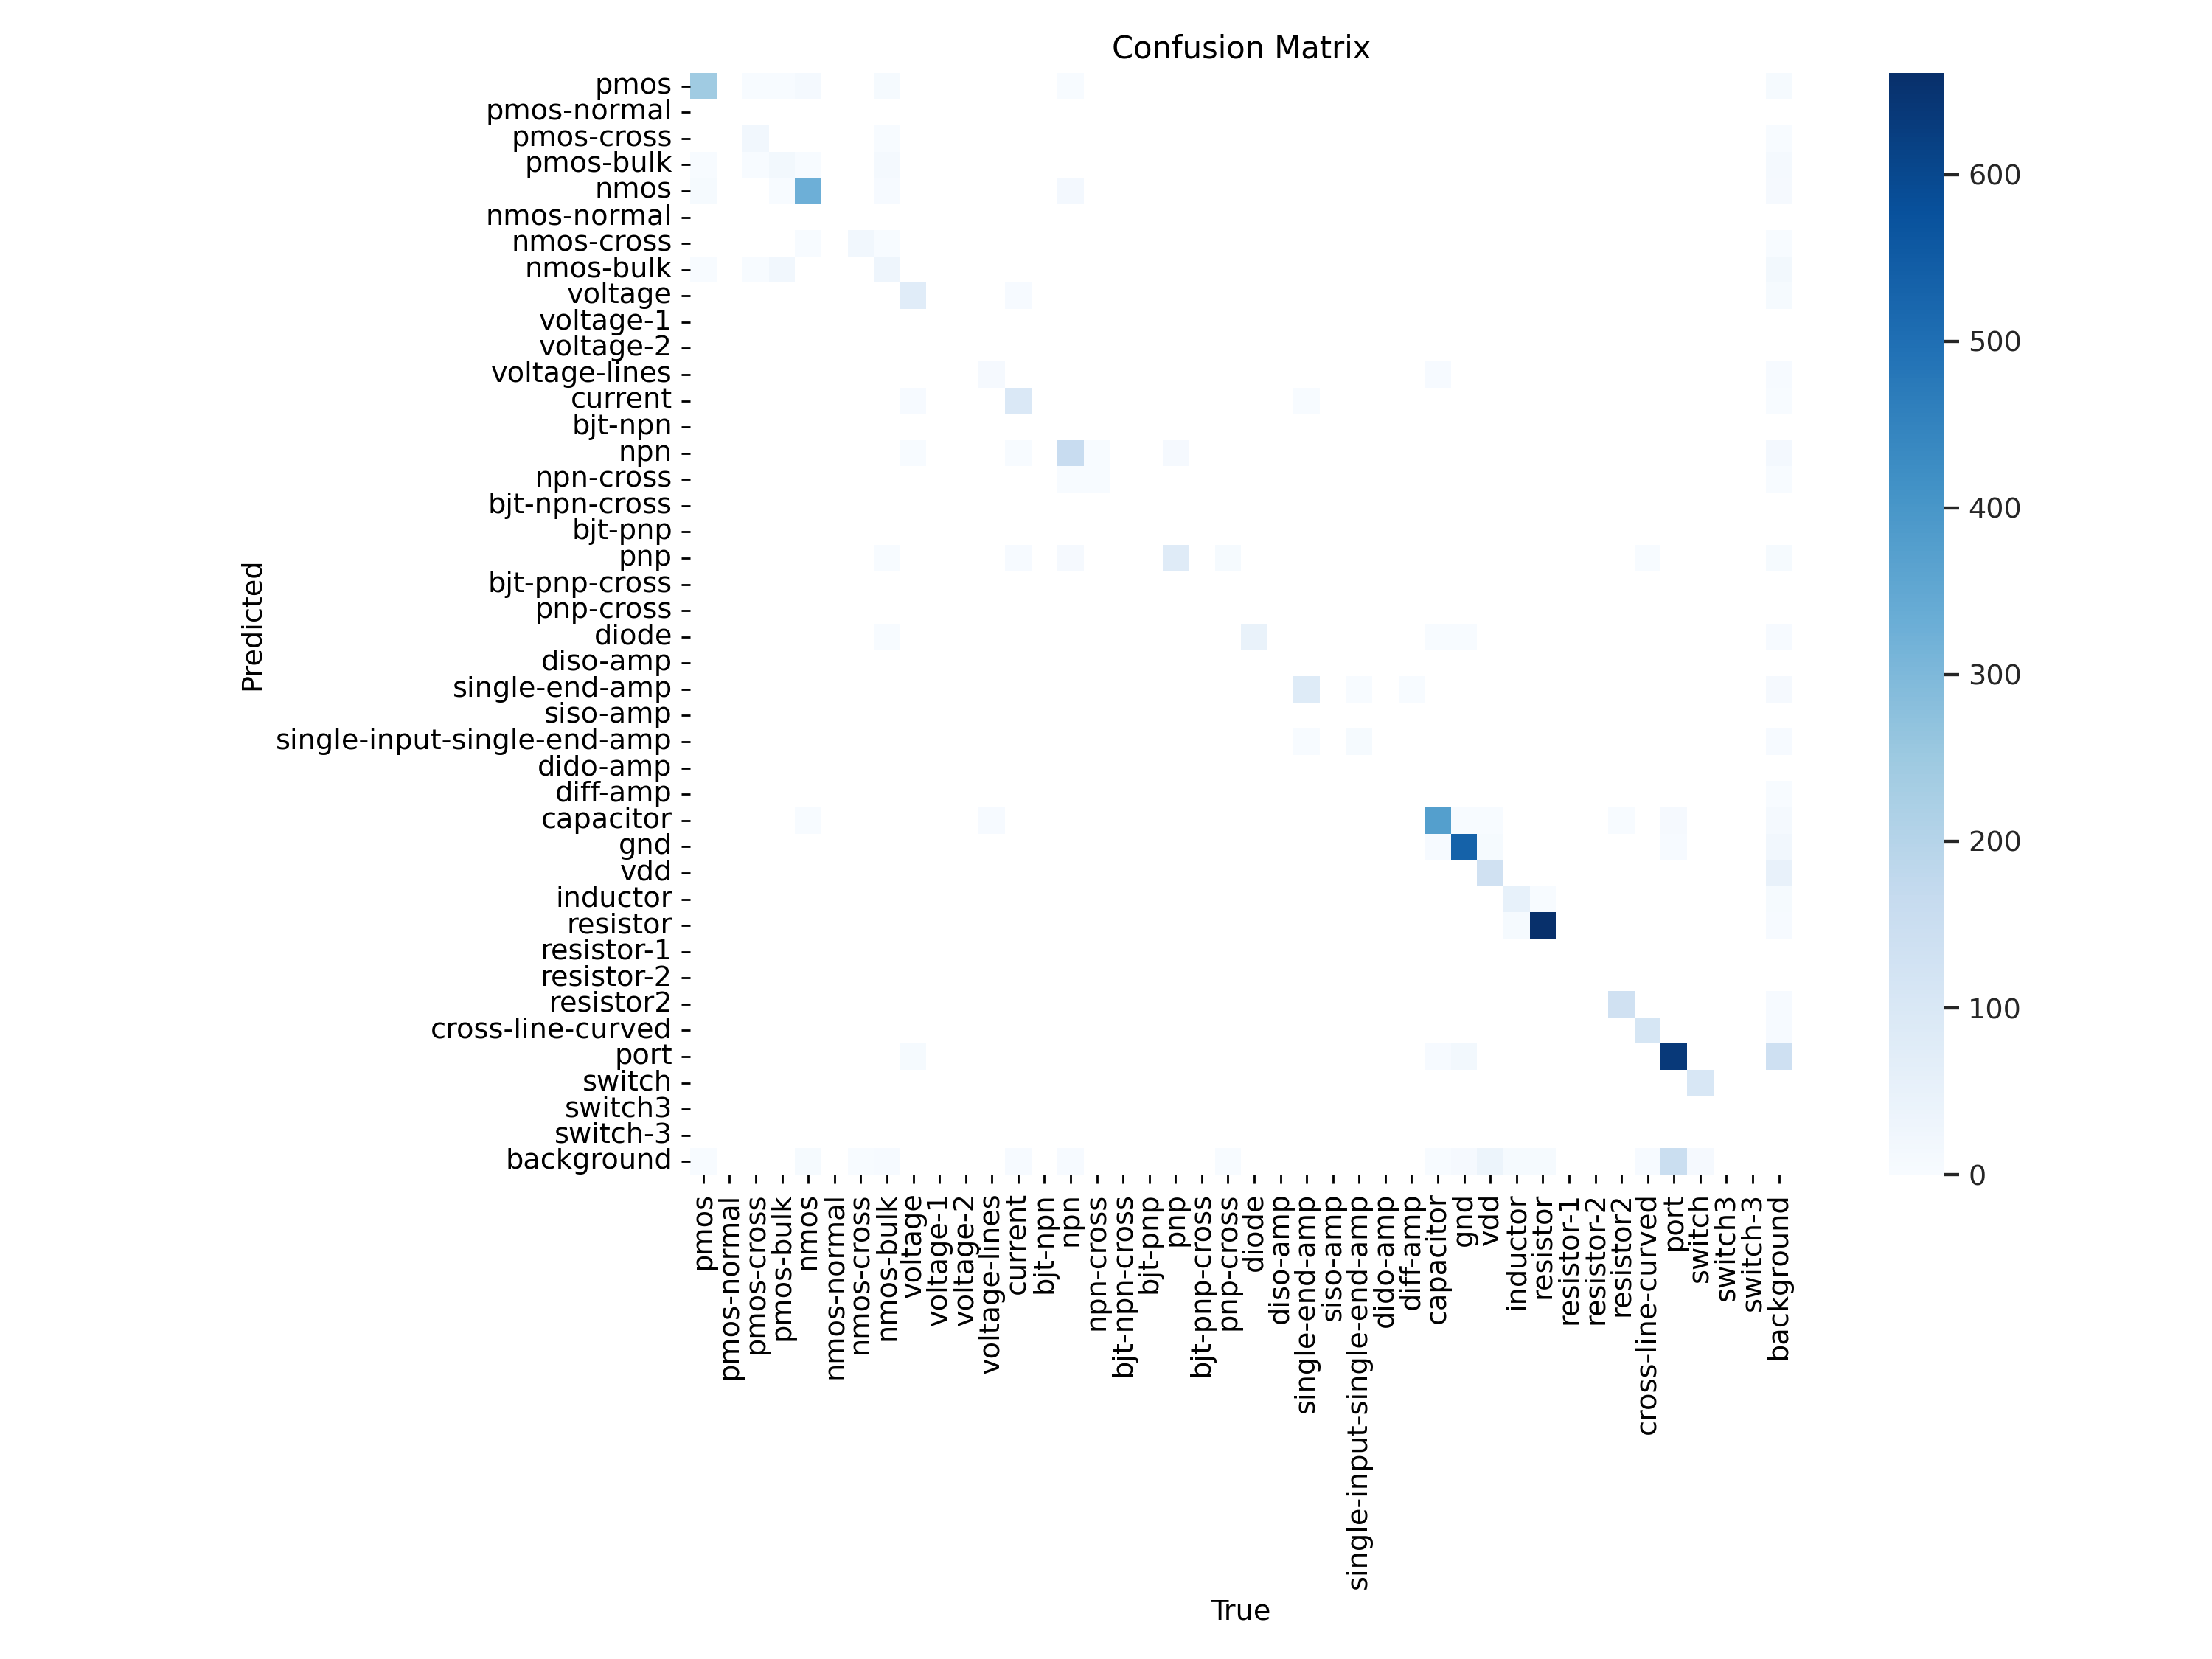 Confusion Matrix
Predicted
pmos
pmos-normal
pmos-cross
pmos-bulk
nmos
nmos-normal
nmos-cross
nmos-bulk
voltage
voltage-1
voltage-2
voltage-lines
current
bjt-npn
npn
npn-cross
bjt-npn-cross
bjt-pnp
pnp
bjt-pnp-cross
pnp-cross
diode
diso-amp
single-end-amp
siso-amp
single-input-single-end-amp
dido-amp
diff-amp
capacitor
gnd
vdd
inductor
resistor
resistor-1
resistor-2
resistor2
cross-line-curved
port
switch
switch3
switch-3
background
pmos
pmos-normal
pmos-cross
pmos-bulk
nmos
nmos-normal
nmos-cross
nmos-bulk
voltage
voltage-1
voltage-2
voltage-lines
current
bjt-npn
npn
npn-cross
bjt-npn-cross
bjt-pnp
pnp
bjt-pnp-cross
pnp-cross
diode
diso-amp
single-end-amp
siso-amp
single-input-single-end-amp
dido-amp
diff-amp
capacitor
gnd
vdd
inductor
resistor
resistor-1
resistor-2
resistor2
cross-line-curved
port
switch
switch3
switch-3
background
True
600
500
400
300
200
100
0